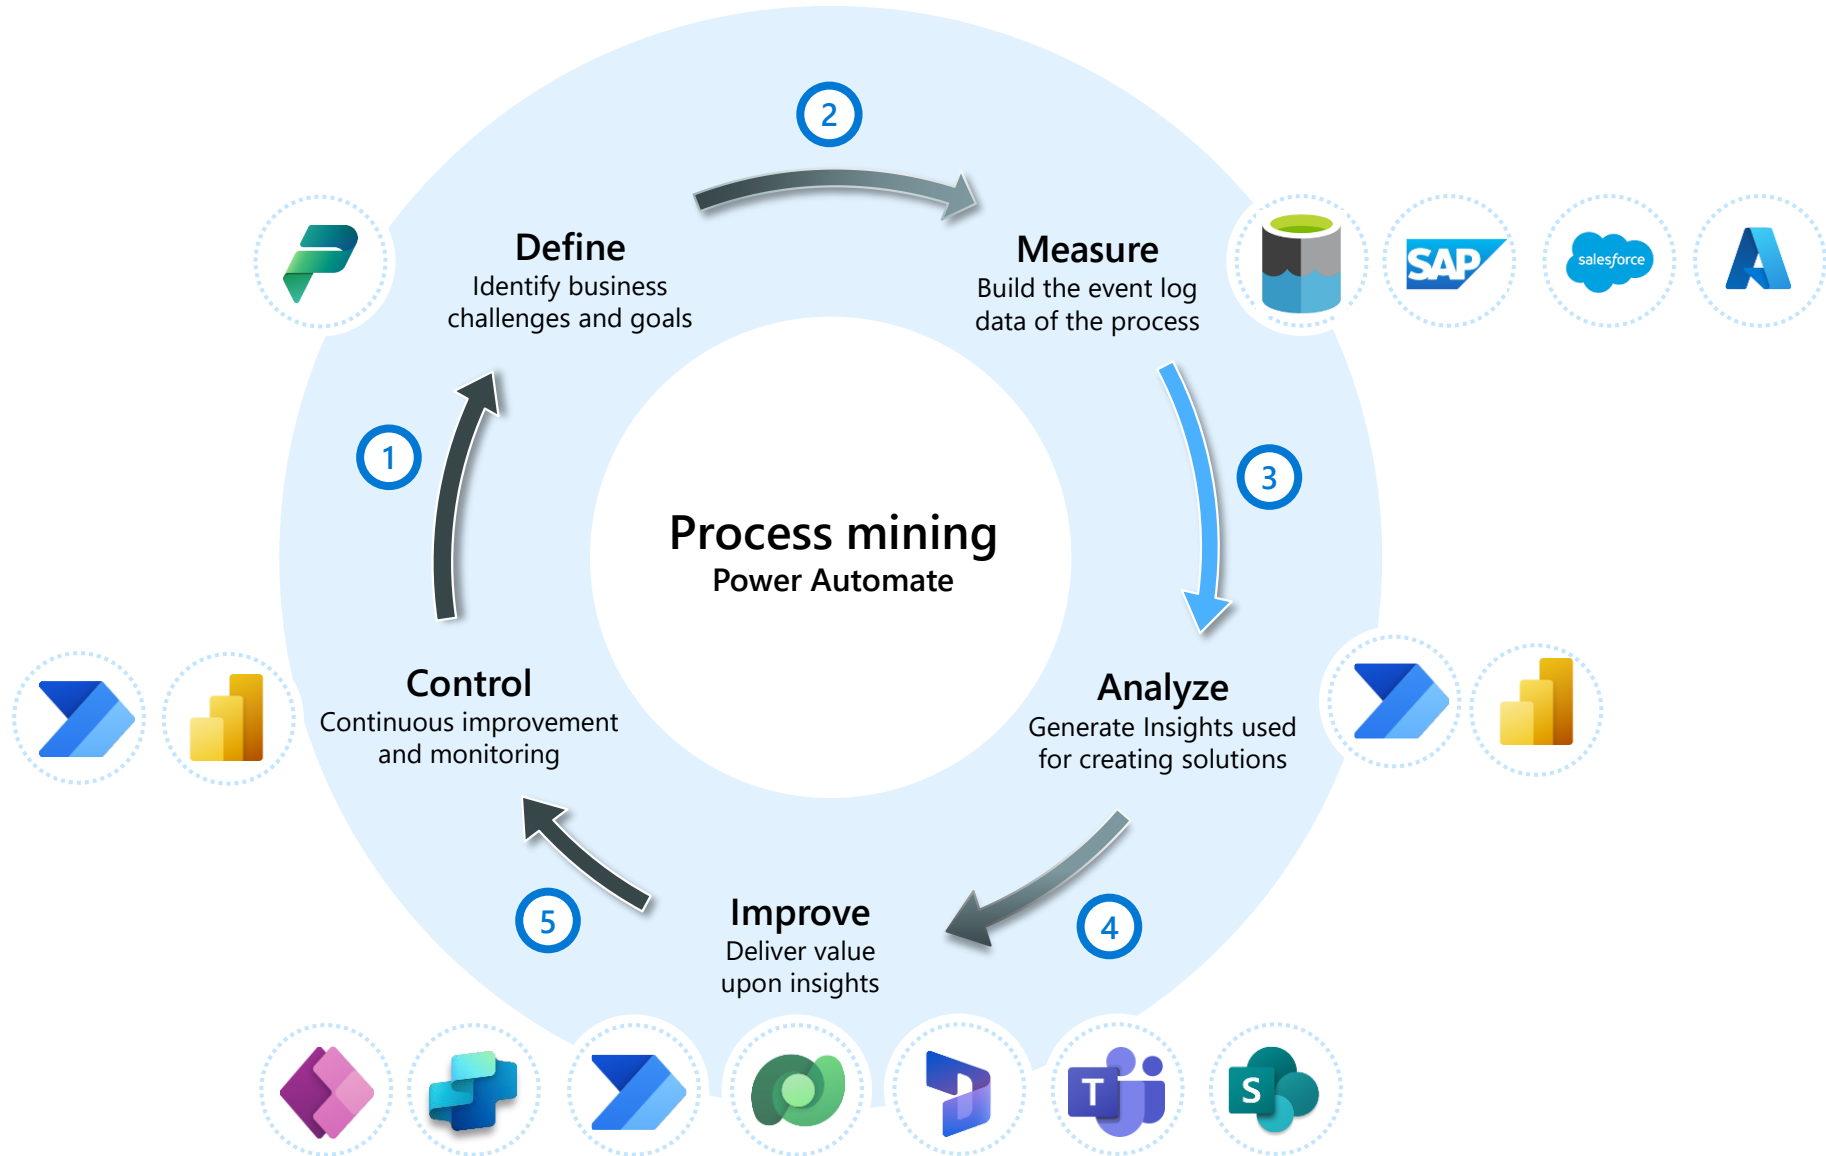 2
Define
Identify business
challenges and goals
Measure
Build the event log
data of the process
SAP
salesforce
1
3
Process mining
Power Automate
Control
Continuous improvement
and monitoring
Analyze
Generate Insights used
for creating solutions
5
Improve
Deliver value
upon insights
4
T
S